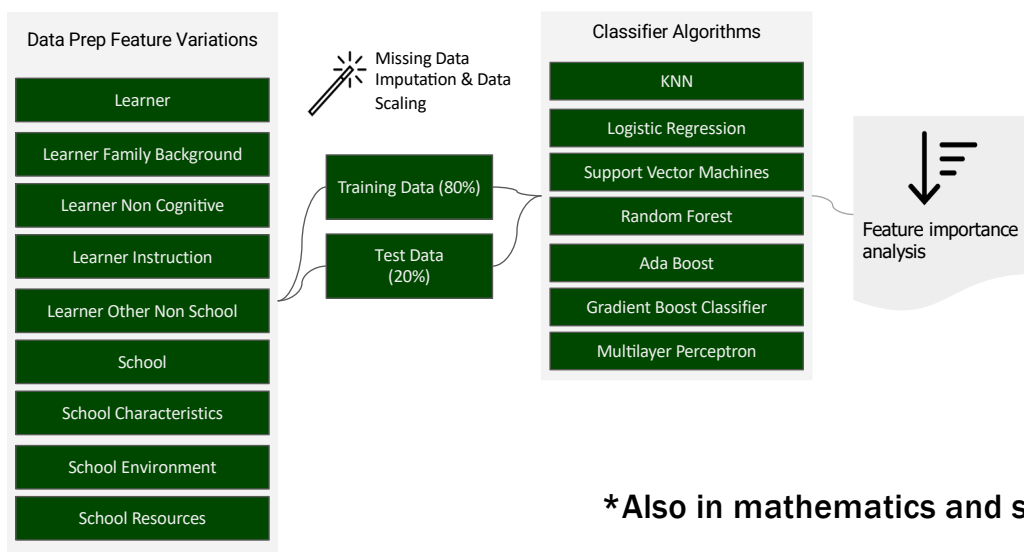 Data Prep Feature Variations
Learner
Learner Family Background
Learner Non Cognitive
Learner Instruction
Learner Other Non School
School
School Characteristics
School Environment
School Resources
Missing Data
Imputation & Data
Scaling
Training Data (80%)
Test Data
(20%)
Classifier Algorithms
KNN
Logistic Regression
Support Vector Machines
Random Forest
Ada Boost
Gradient Boost Classifier
Multilayer Perceptron
Feature importance
analysis
*Also in mathematics and s